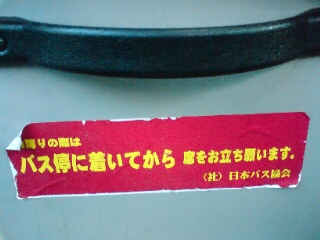 降りの際は
バス停に着いてから 席をお立ち願います。
(社)日本バス協会